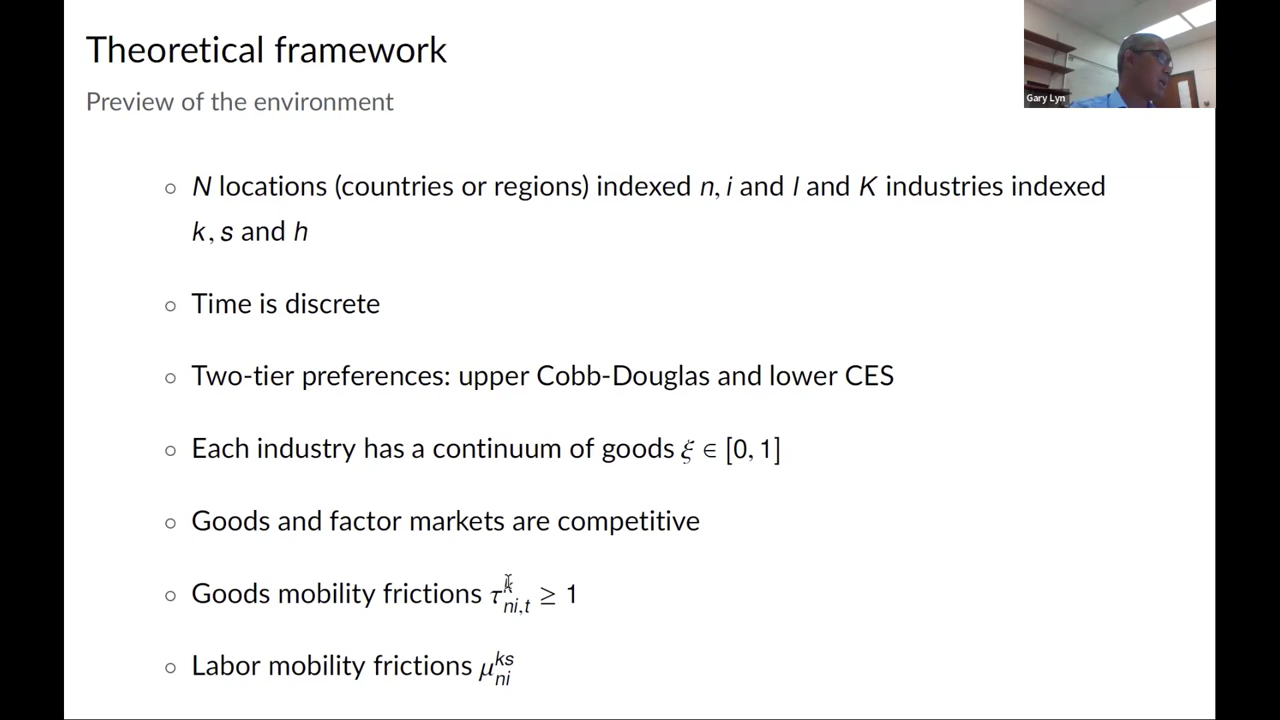 Theoretical framework
Gary Lyn
Preview of the environment
○ N locations (countries or regions) indexed n, i and l and K industries indexed
k, s and h
○ Time is discrete
○ Two-tier preferences: upper Cobb-Douglas and lower CES
○ Each industry has a continuum of goods ξ ∈ [0, 1]
○ Goods and factor markets are competitive
○ Goods mobility frictions τ^k_{ni,t} ≥ 1
○ Labor mobility frictions μ^{ks}_{ni}